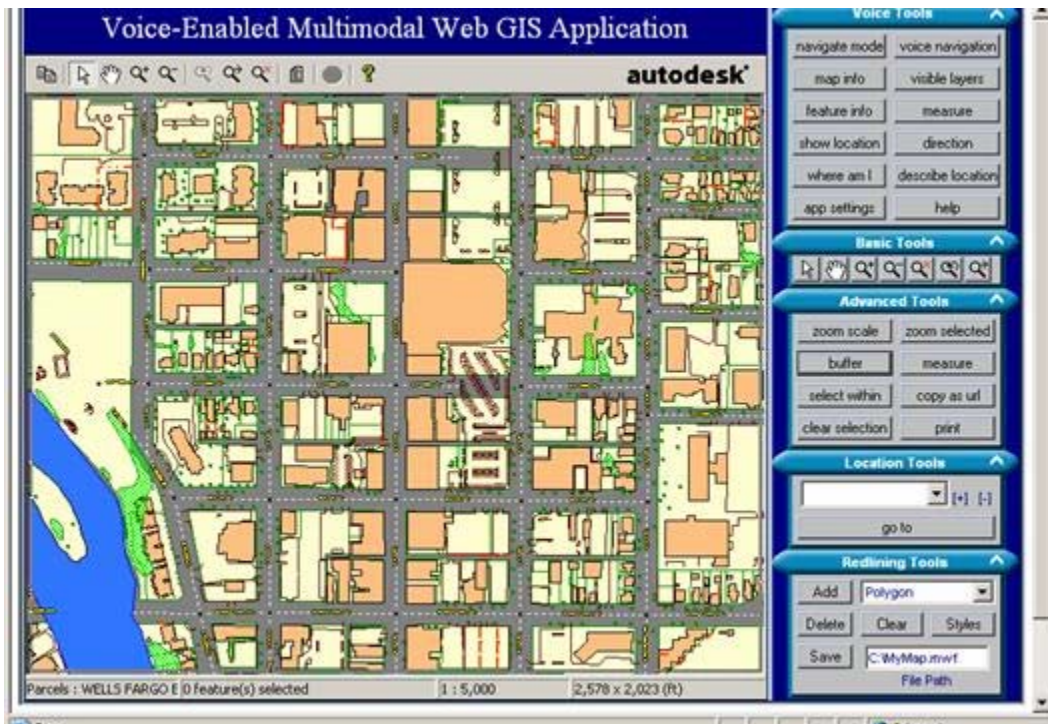 Voice-Enabled Multimodal Web GIS Application
autodesk
Voice Tools
navigate mode voice navigation
map info visible layers
feature info measure
show location direction
where am I describe location
app settings help
Basic Tools
Advanced Tools
zoom scale zoom selected
buffer measure
select within copy as url
clear selection print
Location Tools
[+] [-]
go to
Redlining Tools
Add Polygon
Delete Clear Styles
Save C:\MyMap.mwf
File Path
Parcels : WELLS FARGO E 0 feature(s) selected 1 : 5,000 2,578 x 2,023 (ft)